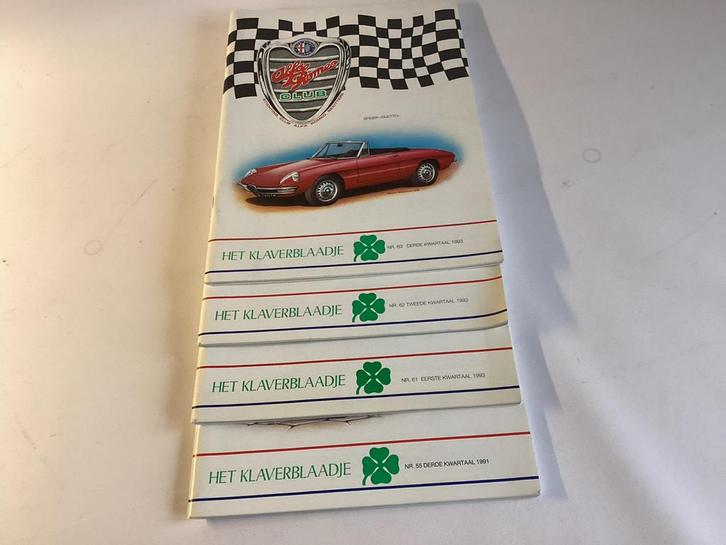 Alfa Romeo
CLUB
SPIDER «DUETTO»
HET KLAVERBLAADJE NR. 63 DERDE KWARTAAL 1993
HET KLAVERBLAADJE NR. 62 TWEEDE KWARTAAL 1993
HET KLAVERBLAADJE NR. 61 EERSTE KWARTAAL 1993
HET KLAVERBLAADJE NR. 55 DERDE KWARTAAL 1991